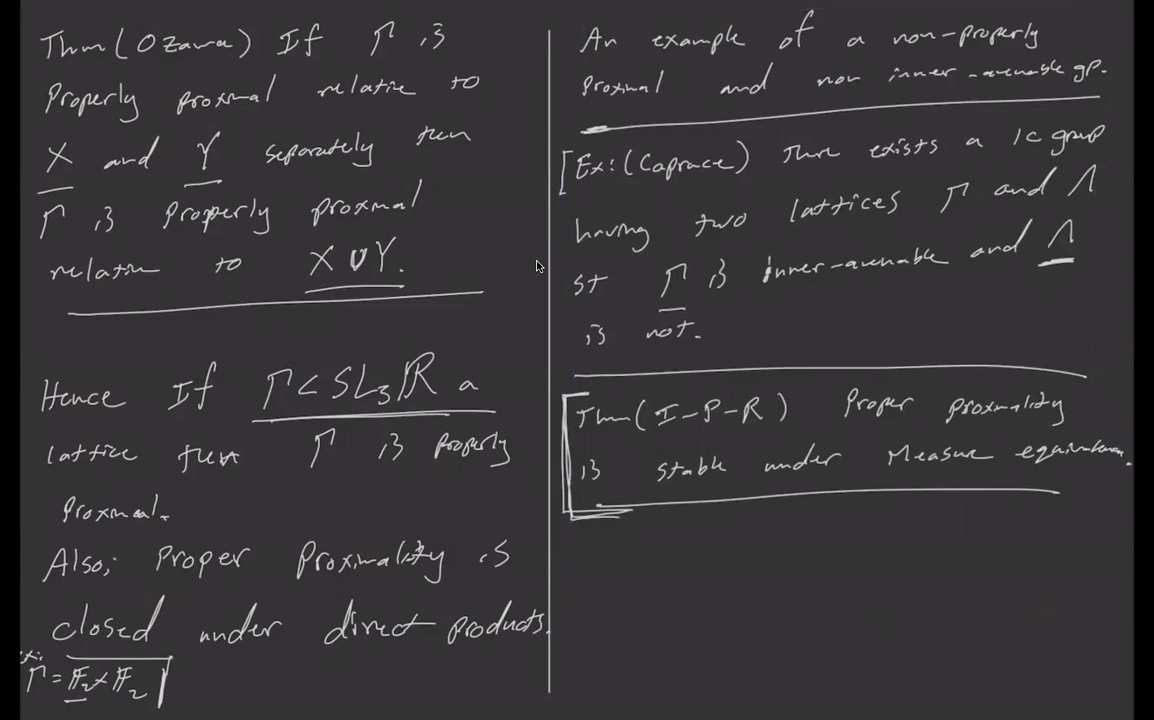 Thm (Ozawa) If Γ is
Properly proximal relative to
X and Y separately then
Γ is properly proximal
relative to X ∪ Y.
Hence If Γ < SL₃ℝ a
lattice then Γ is properly
Proximal.
Also, Proper Proximality is
closed under direct products.
Ex:
Γ = 𝔽₂ × 𝔽₂
An example of a non-properly
Proximal and non inner-amenable gp.
[Ex: (Caprace) There exists a lc group
having two lattices Γ and Λ
st Γ is inner-amenable and Λ
is not.
Thm (I-P-R) Proper proximality
is stable under Measure equivalence.